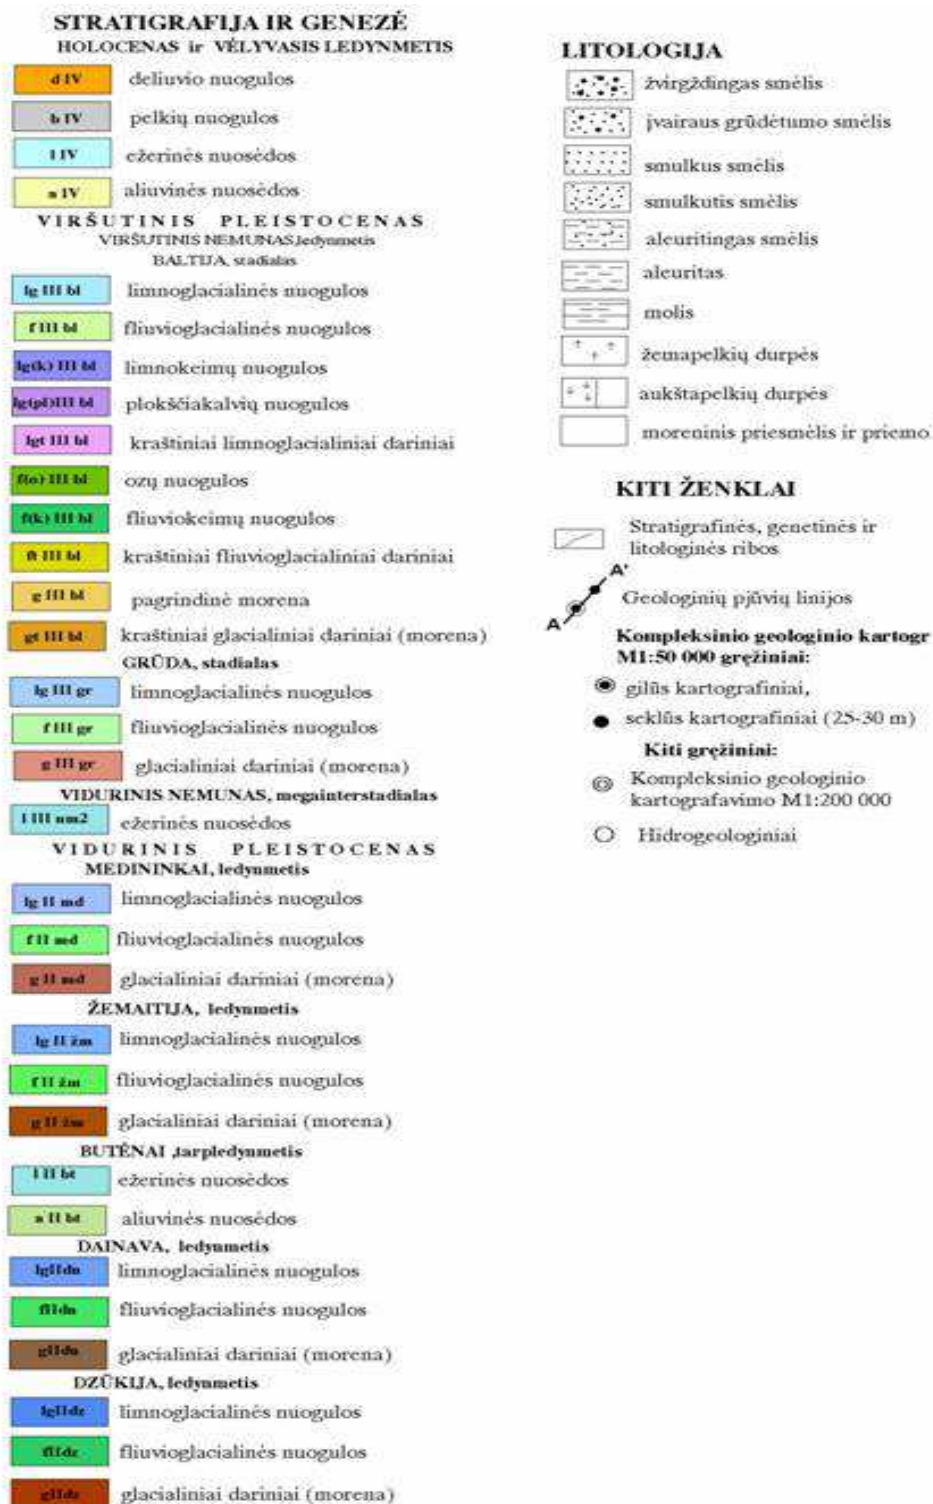 STRATIGRAFIJA IR GENEZĖ
HOLOCENAS ir VĖLYVASIS LEDYNMETIS
d IV deliuvio nuogulos
b IV pelkių nuogulos
l IV ežerinės nuosėdos
a IV aliuvinės nuosėdos
VIRŠUTINIS PLEISTOCENAS
VIRŠUTINIS NEMUNAS,ledynmetis
BALTIJA, stadialas
lg III bl limnoglacialinės nuogulos
f III bl fliuvioglacialinės nuogulos
lg(k) III bl limnokeimų nuogulos
lg(pl)III bl plokščiakalvių nuogulos
lgt III bl kraštiniai limnoglacialiniai dariniai
f(o) III bl ozų nuogulos
f(k) III bl fliuviokeimų nuogulos
ft III bl kraštiniai fliuvioglacialiniai dariniai
g III bl pagrindinė morena
gt III bl kraštiniai glacialiniai dariniai (morena)
GRŪDA, stadialas
lg III gr limnoglacialinės nuogulos
f III gr fliuvioglacialinės nuogulos
g III gr glacialiniai dariniai (morena)
VIDURINIS NEMUNAS, megainterstadialas
l III nm2 ežerinės nuosėdos
VIDURINIS PLEISTOCENAS
MEDININKAI, ledynmetis
lg II md limnoglacialinės nuogulos
f II md fliuvioglacialinės nuogulos
g II md glacialiniai dariniai (morena)
ŽEMAITIJA, ledynmetis
lg II žm limnoglacialinės nuogulos
f II žm fliuvioglacialinės nuogulos
g II žm glacialiniai dariniai (morena)
BUTĖNAI ,tarpledynmetis
l II bt ežerinės nuosėdos
a II bt aliuvinės nuosėdos
DAINAVA, ledynmetis
lgIIdn limnoglacialinės nuogulos
fIIdn fliuvioglacialinės nuogulos
gIIdn glacialiniai dariniai (morena)
DZŪKIJA, ledynmetis
lgIIdz limnoglacialinės nuogulos
fIIdz fliuvioglacialinės nuogulos
gIIdz glacialiniai dariniai (morena)
LITOLOGIJA
žvirgždingas smėlis
įvairaus grūdėtumo smėlis
smulkus smėlis
smulkutis smėlis
aleuritingas smėlis
aleuritas
molis
žemapelkių durpės
aukštapelkių durpės
moreninis priesmėlis ir priemo
KITI ŽENKLAI
Stratigrafinės, genetinės ir
litologinės ribos
A A' Geologinių pjūvių linijos
Kompleksinio geologinio kartogr
M1:50 000 gręžiniai:
gilūs kartografiniai,
seklūs kartografiniai (25-30 m)
Kiti gręžiniai:
Kompleksinio geologinio
kartografavimo M1:200 000
Hidrogeologiniai